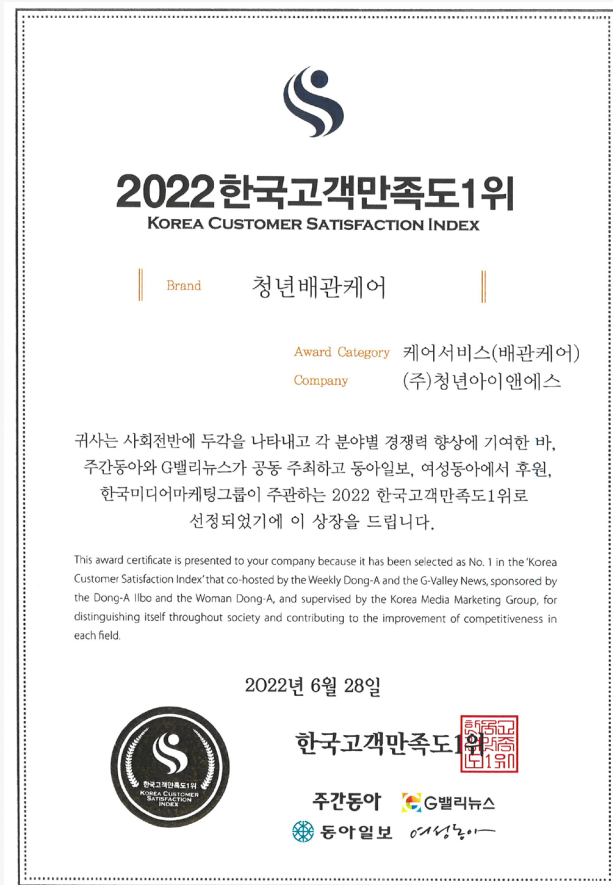 2022한국고객만족도1위
KOREA CUSTOMER SATISFACTION INDEX
Brand 청년배관케어
Award Category 케어서비스(배관케어)
Company (주)청년아이앤에스
귀사는 사회전반에 두각을 나타내고 각 분야별 경쟁력 향상에 기여한 바,
주간동아와 G밸리뉴스가 공동 주최하고 동아일보, 여성동아에서 후원,
한국미디어마케팅그룹이 주관하는 2022 한국고객만족도1위로
선정되었기에 이 상장을 드립니다.
This award certificate is presented to your company because it has been selected as No. 1 in the 'Korea
Customer Satisfaction Index' that co-hosted by the Weekly Dong-A and the G-Valley News, sponsored by
the Dong-A Ilbo and the Woman Dong-A, and supervised by the Korea Media Marketing Group, for
distinguishing itself throughout society and contributing to the improvement of competitiveness in
each field.
2022년 6월 28일
한국고객만족도1위
KOREA CUSTOMER
SATISFACTION
INDEX
한국고객만족도1위
주간동아 G밸리뉴스
동아일보 여성동아